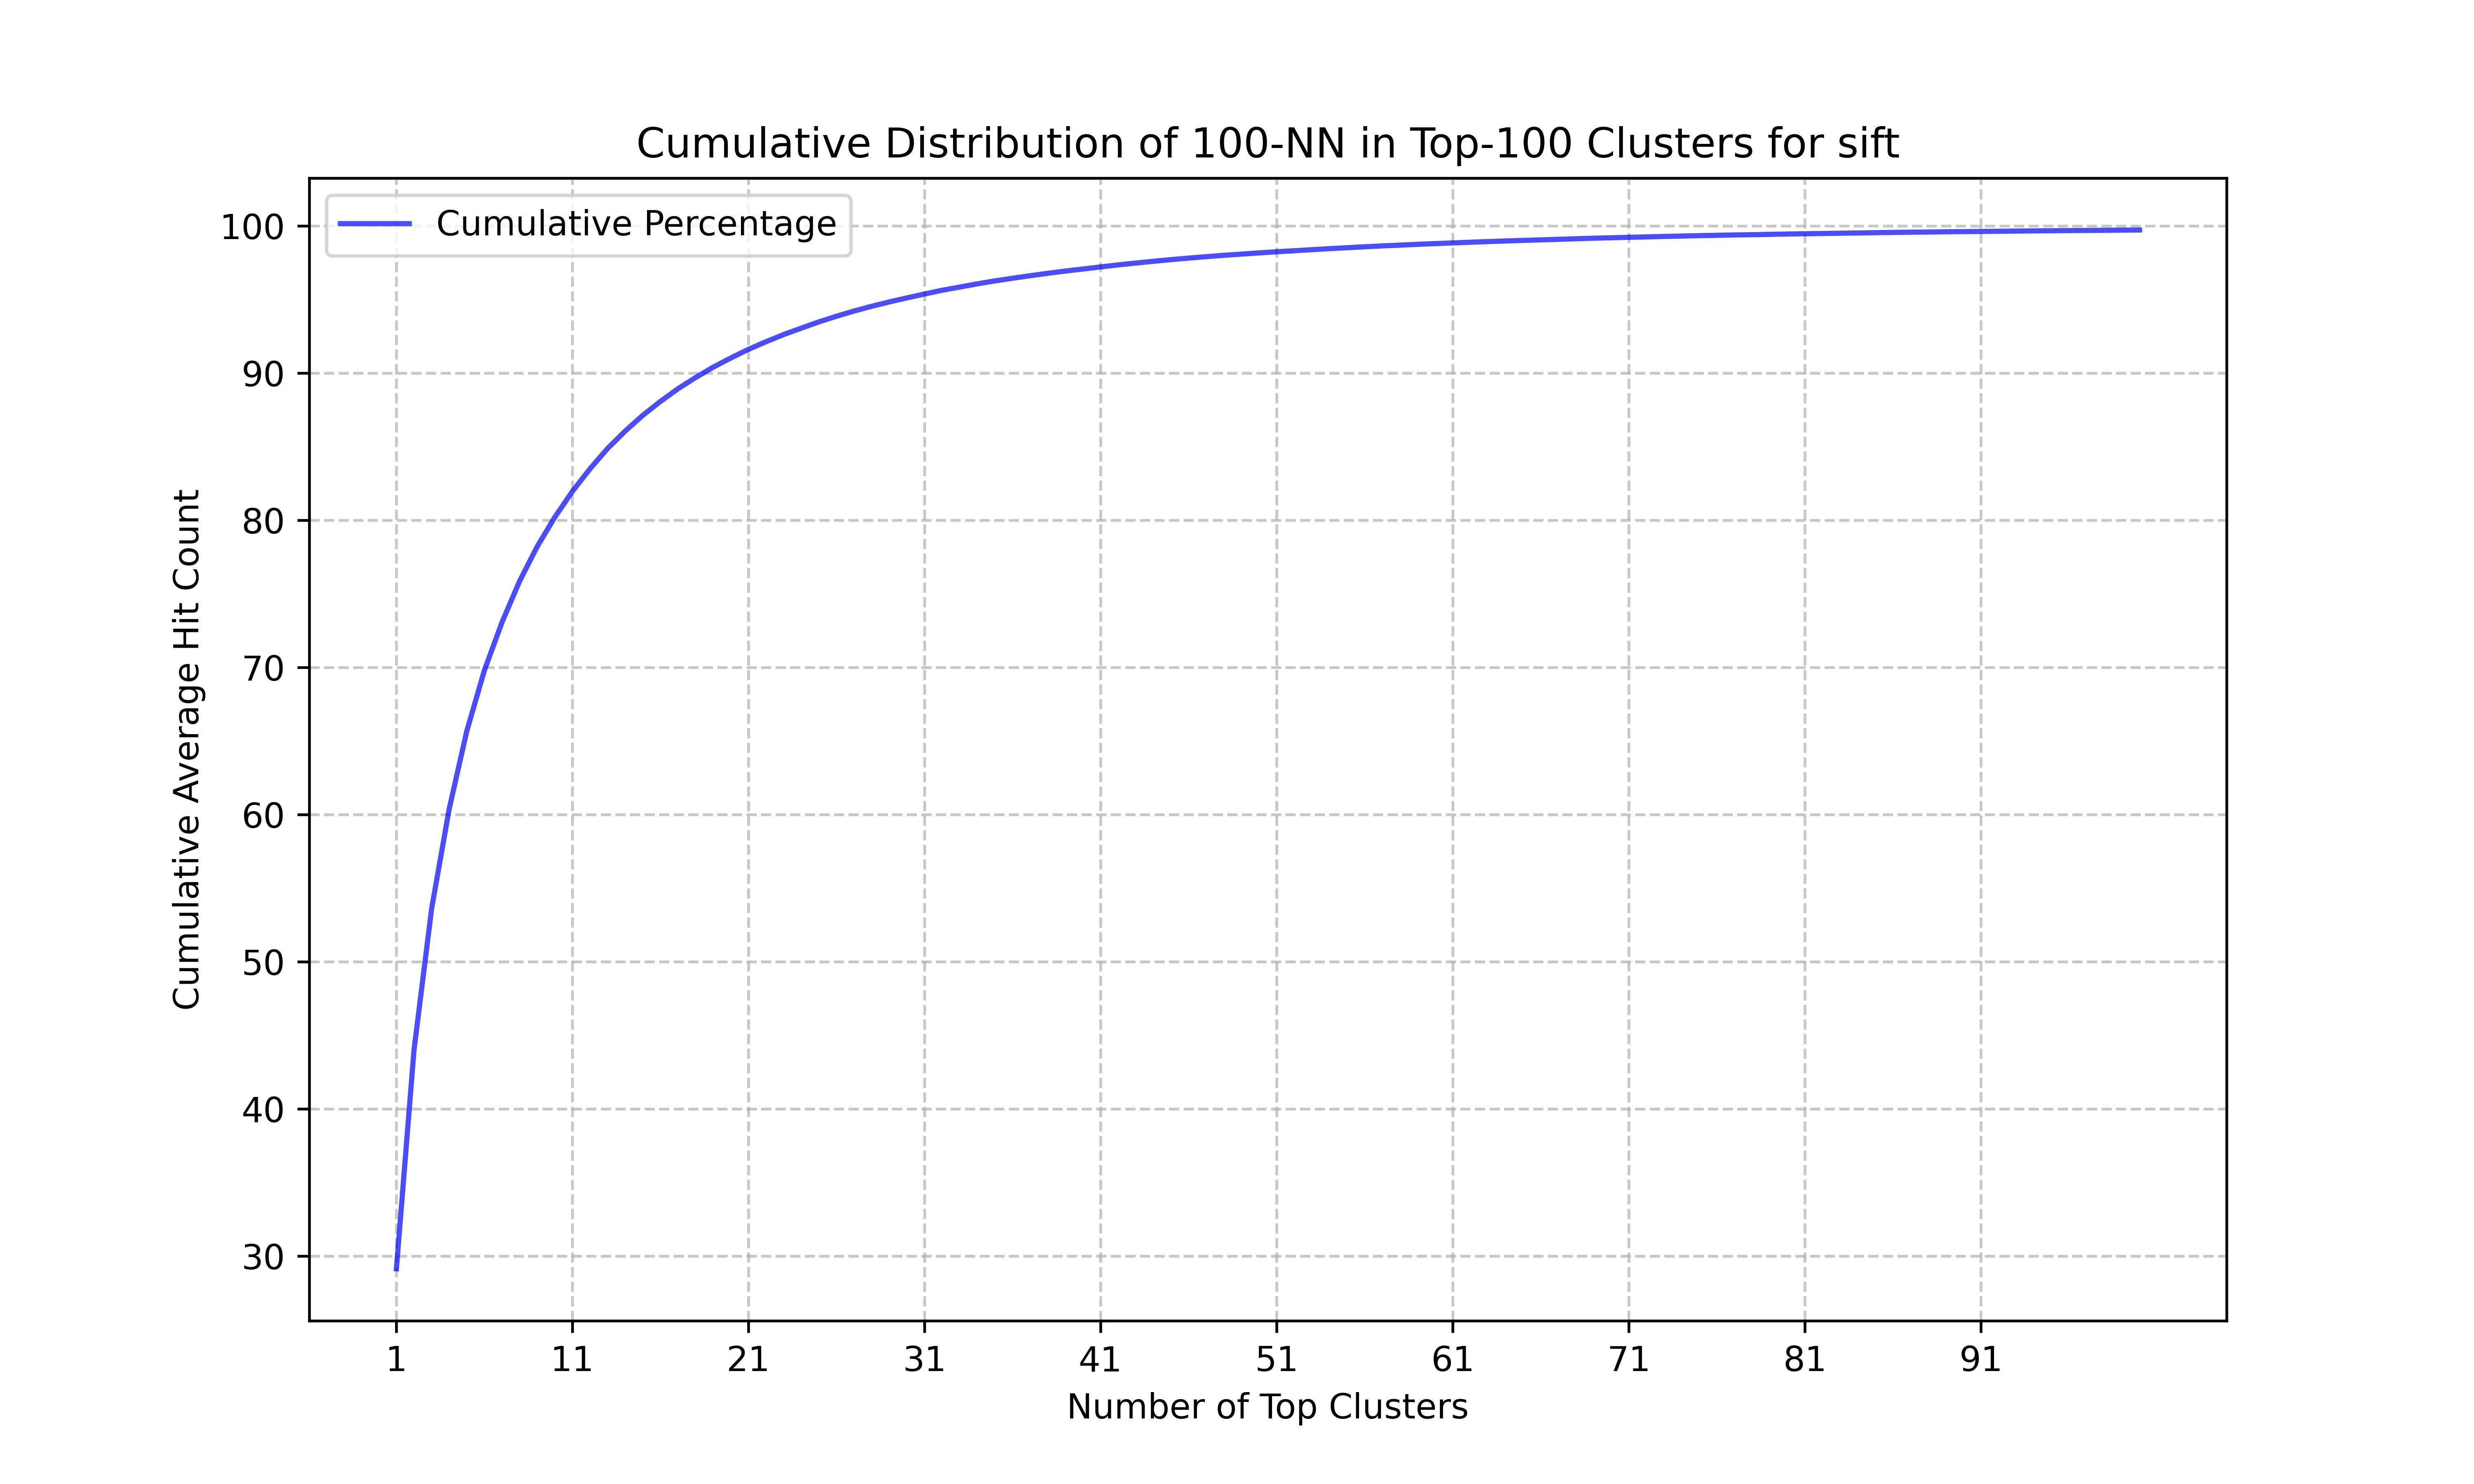 Cumulative Distribution of 100-NN in Top-100 Clusters for sift
Cumulative Percentage
Cumulative Average Hit Count
100
90
80
70
60
50
40
30
1 11 21 31 41 51 61 71 81 91
Number of Top Clusters